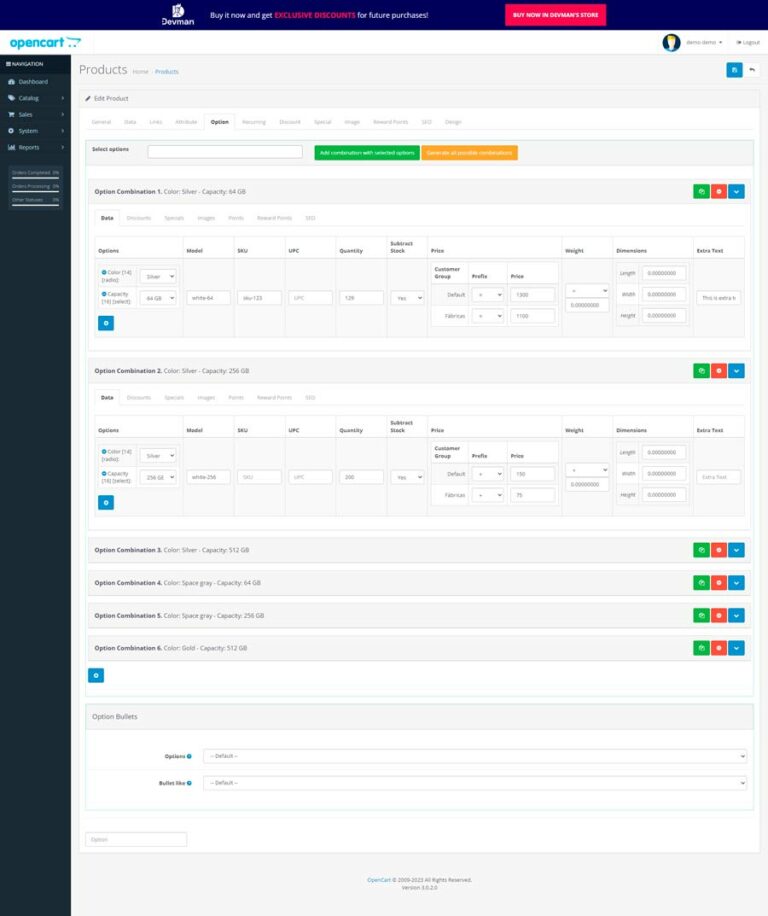 Devman
Buy it now and get EXCLUSIVE DISCOUNTS for future purchases!
BUY NOW IN DEVMAN'S STORE
opencart
demo demo
Logout
NAVIGATION
Dashboard
Catalog
Sales
System
Reports
Orders Completed 0%
Orders Processing 0%
Other Statuses 0%
Products Home Products
Edit Product
General Data Links Attribute Option Recurring Discount Special Image Reward Points SEO Design
Select options
Add combination with selected options
Generate all possible combinations
Option Combination 1. Color: Silver - Capacity: 64 GB
Data Discounts Specials Images Points Reward Points SEO
Options Model SKU UPC Quantity Subtract Stock Price Weight Dimensions Extra Text
Customer Group Prefix Price
Color [14] (radio): Silver
Capacity [16] (select): 64 GB
white-64 sku-123 UPC 129 Yes
Default = 1300
Fábricas = 1100
= 0.00000000
Length 0.00000000
Width 0.00000000
Height 0.00000000
This is extra
Option Combination 2. Color: Silver - Capacity: 256 GB
Data Discounts Specials Images Points Reward Points SEO
Options Model SKU UPC Quantity Subtract Stock Price Weight Dimensions Extra Text
Customer Group Prefix Price
Color [14] (radio): Silver
Capacity [16] (select): 256 GB
white-256 SKU UPC 200 Yes
Default + 150
Fábricas + 75
0.00000000
Length 0.00000000
Width 0.00000000
Height 0.00000000
Extra Text
Option Combination 3. Color: Silver - Capacity: 512 GB
Option Combination 4. Color: Space gray - Capacity: 64 GB
Option Combination 5. Color: Space gray - Capacity: 256 GB
Option Combination 6. Color: Gold - Capacity: 512 GB
Option Bullets
Options -- Default --
Bullet like -- Default --
Option
OpenCart © 2009-2023 All Rights Reserved.
Version 3.0.2.0